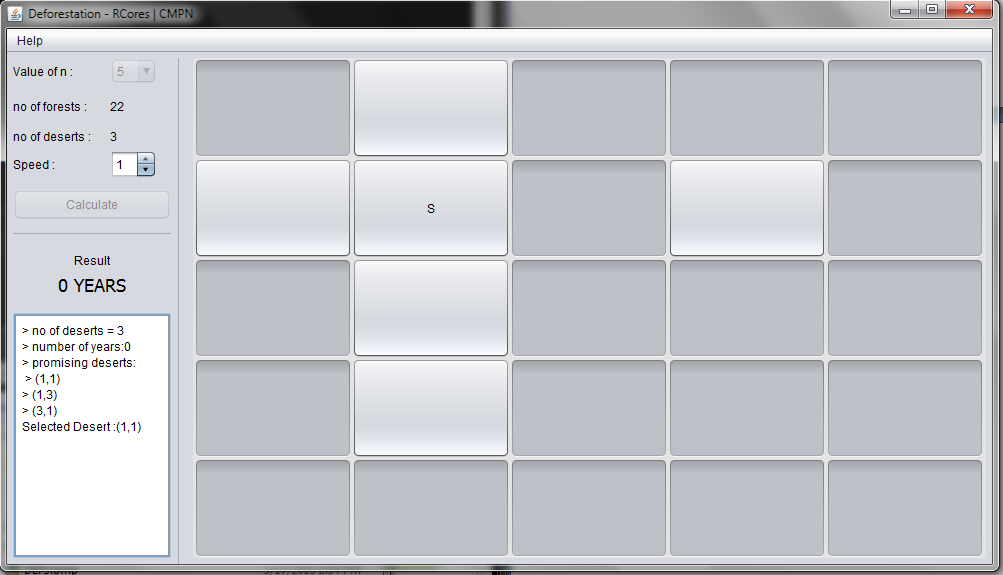 Deforestation - RCores | CMPN
Help
Value of n : 5
no of forests : 22
no of deserts : 3
Speed : 1
Calculate
Result
0 YEARS
> no of deserts = 3
> number of years:0
> promising deserts:
> (1,1)
> (1,3)
> (3,1)
Selected Desert :(1,1)
S